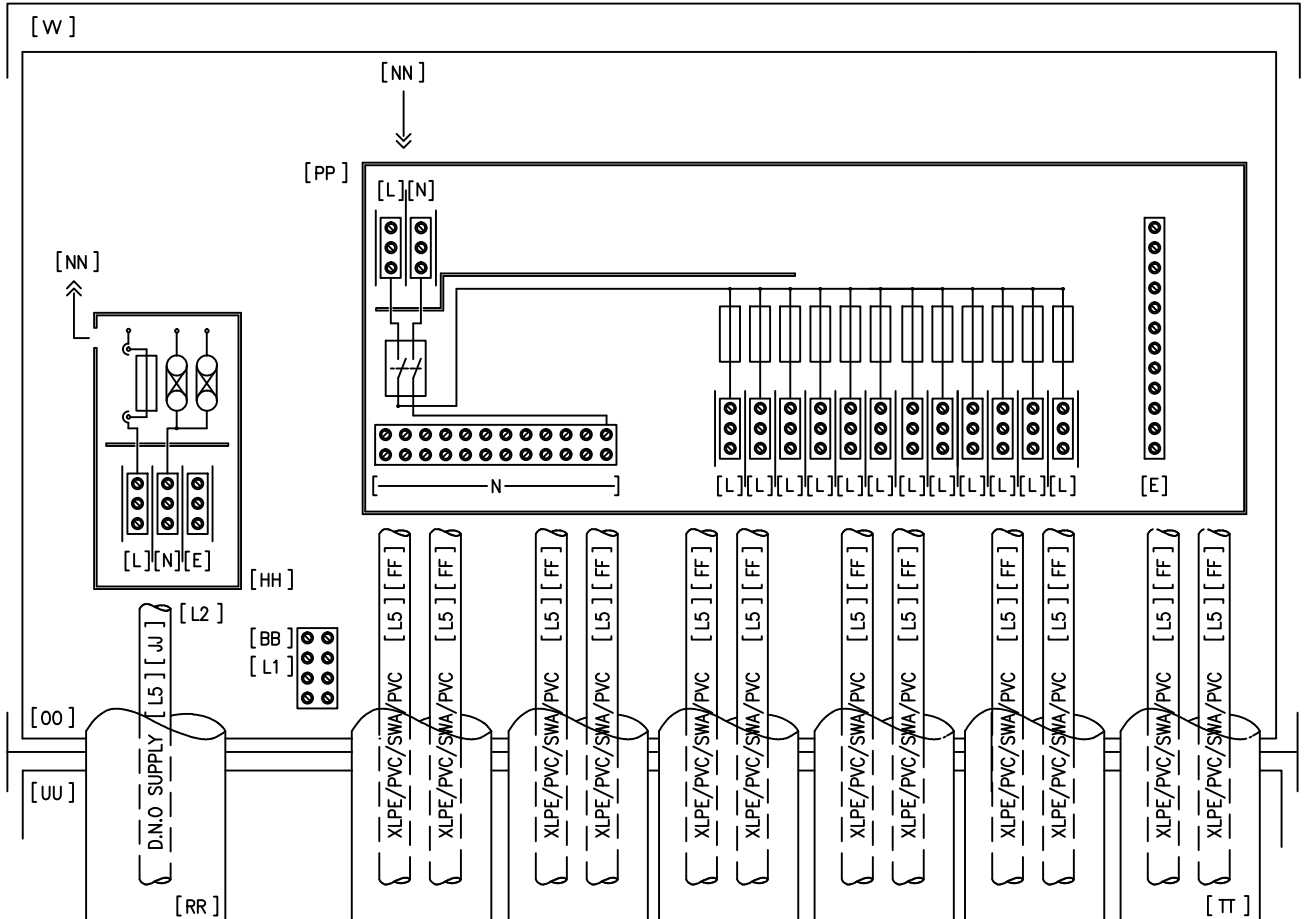 [VV]
[NN]
[PP]
[L][N]
[NN]
[L][N][E]
[HH]
[N]
[L][L][L][L][L][L][L][L][L][L][L][L]
[E]
[L2]
[BB]
[L1]
[OO]
[UU]
D.N.O SUPPLY [L5][JJ]
XLPE/PVC/SWA/PVC [L5][FF]
XLPE/PVC/SWA/PVC [L5][FF]
XLPE/PVC/SWA/PVC [L5][FF]
XLPE/PVC/SWA/PVC [L5][FF]
XLPE/PVC/SWA/PVC [L5][FF]
XLPE/PVC/SWA/PVC [L5][FF]
XLPE/PVC/SWA/PVC [L5][FF]
XLPE/PVC/SWA/PVC [L5][FF]
XLPE/PVC/SWA/PVC [L5][FF]
XLPE/PVC/SWA/PVC [L5][FF]
XLPE/PVC/SWA/PVC [L5][FF]
XLPE/PVC/SWA/PVC [L5][FF]
[RR]
[TT]